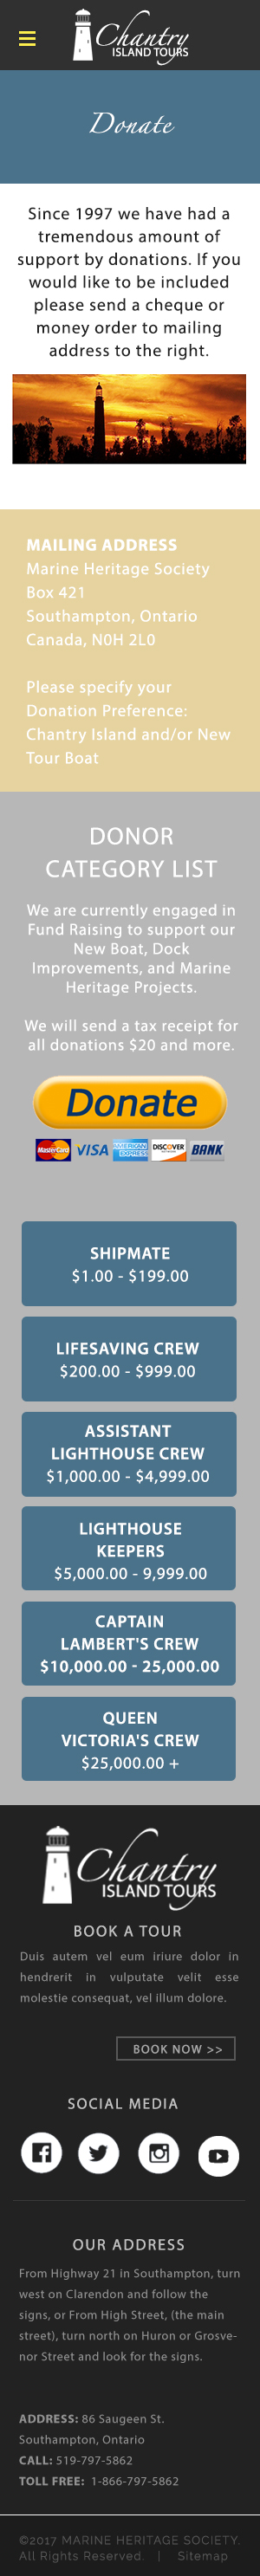 Chantry
ISLAND TOURS
Donate
Since 1997 we have had a
tremendous amount of
support by donations. If you
would like to be included
please send a cheque or
money order to mailing
address to the right.
MAILING ADDRESS
Marine Heritage Society
Box 421
Southampton, Ontario
Canada, N0H 2L0
Please specify your
Donation Preference:
Chantry Island and/or New
Tour Boat
DONOR
CATEGORY LIST
We are currently engaged in
Fund Raising to support our
New Boat, Dock
Improvements, and Marine
Heritage Projects.
We will send a tax receipt for
all donations $20 and more.
Donate
MasterCard VISA AMERICAN EXPRESS DISCOVER BANK
SHIPMATE
$1.00 - $199.00
LIFESAVING CREW
$200.00 - $999.00
ASSISTANT
LIGHTHOUSE CREW
$1,000.00 - $4,999.00
LIGHTHOUSE
KEEPERS
$5,000.00 - 9,999.00
CAPTAIN
LAMBERT'S CREW
$10,000.00 - 25,000.00
QUEEN
VICTORIA'S CREW
$25,000.00 +
Chantry
ISLAND TOURS
BOOK A TOUR
Duis autem vel eum iriure dolor in
hendrerit in vulputate velit esse
molestie consequat, vel illum dolore.
BOOK NOW >>
SOCIAL MEDIA
OUR ADDRESS
From Highway 21 in Southampton, turn
west on Clarendon and follow the
signs, or From High Street, (the main
street), turn north on Huron or Grosve-
nor Street and look for the signs.
ADDRESS: 86 Saugeen St.
Southampton, Ontario
CALL: 519-797-5862
TOLL FREE: 1-866-797-5862
©2017 MARINE HERITAGE SOCIETY.
All Rights Reserved. | Sitemap